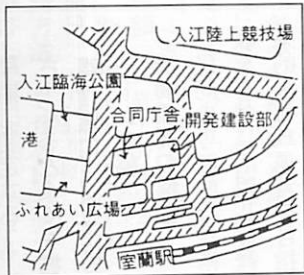 入江陸上競技場
入江臨海公園
合同庁舎
開発建設部
港
ふれあい広場
室蘭駅